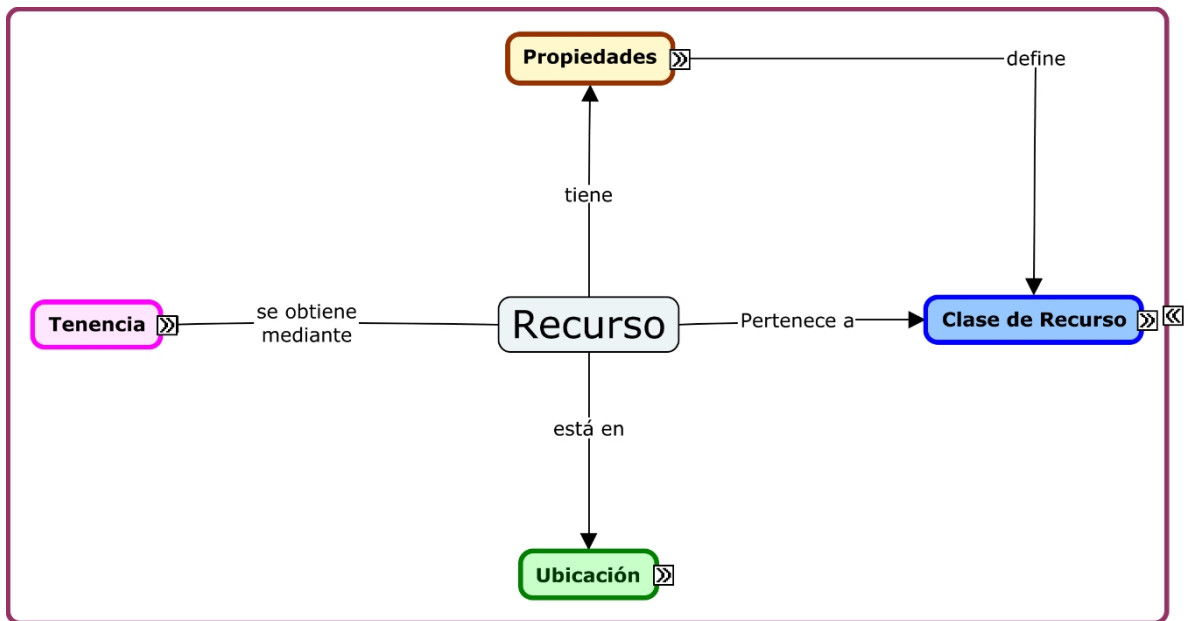 Propiedades
define
tiene
Tenencia
se obtiene
mediante
Recurso
Pertenece a
Clase de Recurso
está en
Ubicación